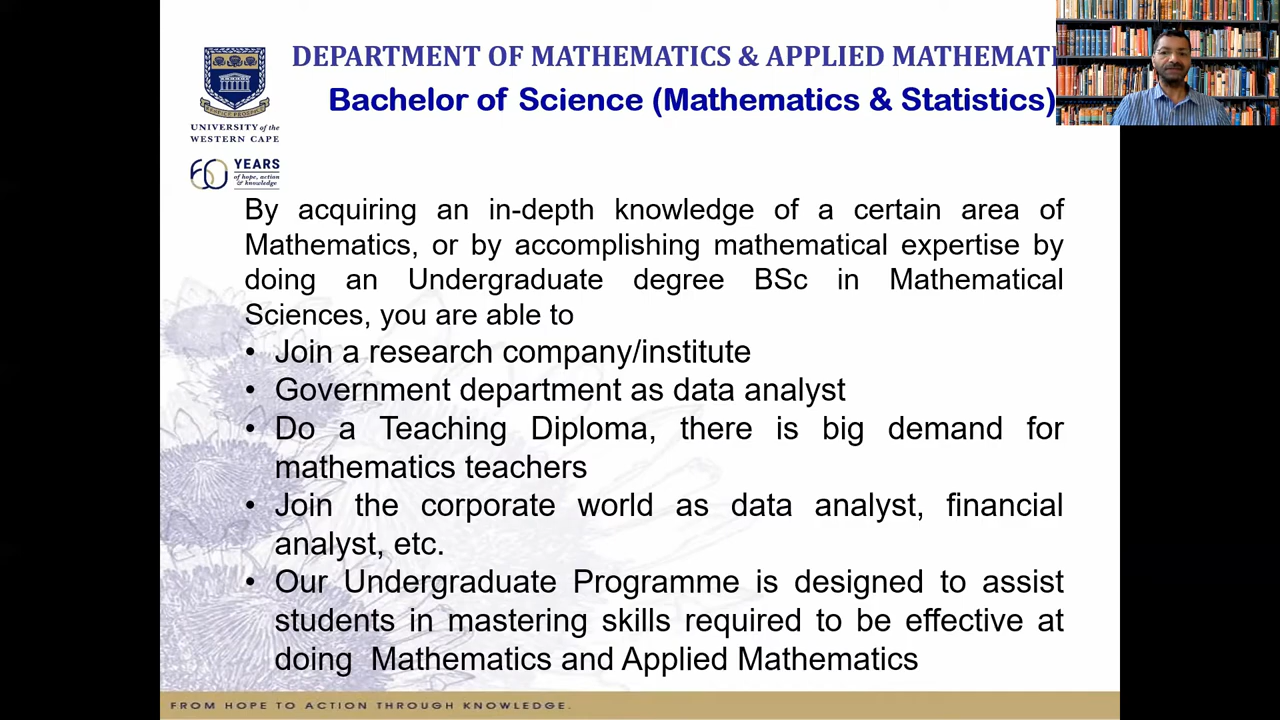 DEPARTMENT OF MATHEMATICS & APPLIED MATHEMATI
Bachelor of Science (Mathematics & Statistics)
UNIVERSITY of the
WESTERN CAPE
60 YEARS
of hope, action
& knowledge
By acquiring an in-depth knowledge of a certain area of
Mathematics, or by accomplishing mathematical expertise by
doing an Undergraduate degree BSc in Mathematical
Sciences, you are able to
• Join a research company/institute
• Government department as data analyst
• Do a Teaching Diploma, there is big demand for
mathematics teachers
• Join the corporate world as data analyst, financial
analyst, etc.
• Our Undergraduate Programme is designed to assist
students in mastering skills required to be effective at
doing Mathematics and Applied Mathematics
FROM HOPE TO ACTION THROUGH KNOWLEDGE.